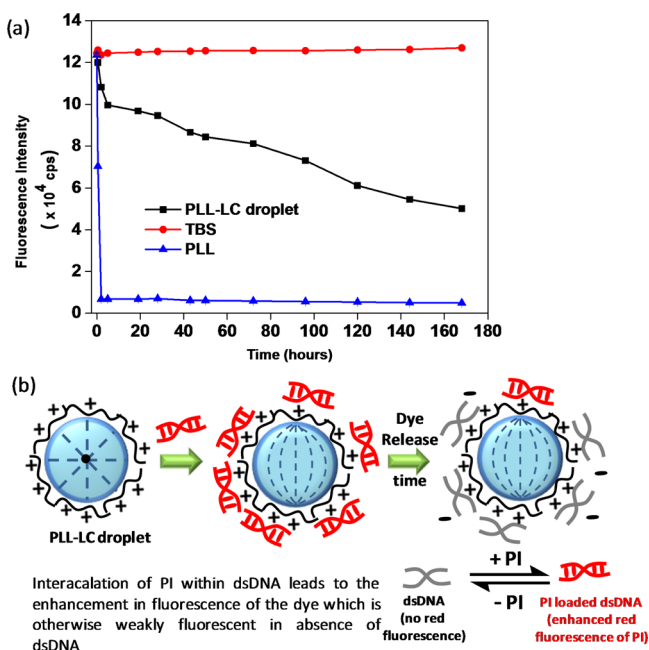 (a)
14
12
10
8
6
4
2
0
Fluorescence Intensity
( x 10⁴ cps)
PLL-LC droplet
TBS
PLL
0 20 40 60 80 100 120 140 160 180
Time (hours)
(b)
Dye
Release
time
PLL-LC droplet
Interacalation of PI within dsDNA leads to the
enhancement in fluorescence of the dye which is
otherwise weakly fluorescent in absence of
dsDNA
+ PI
- PI
dsDNA
(no red
fluorescence)
PI loaded dsDNA
(enhanced red
fluorescence of PI)